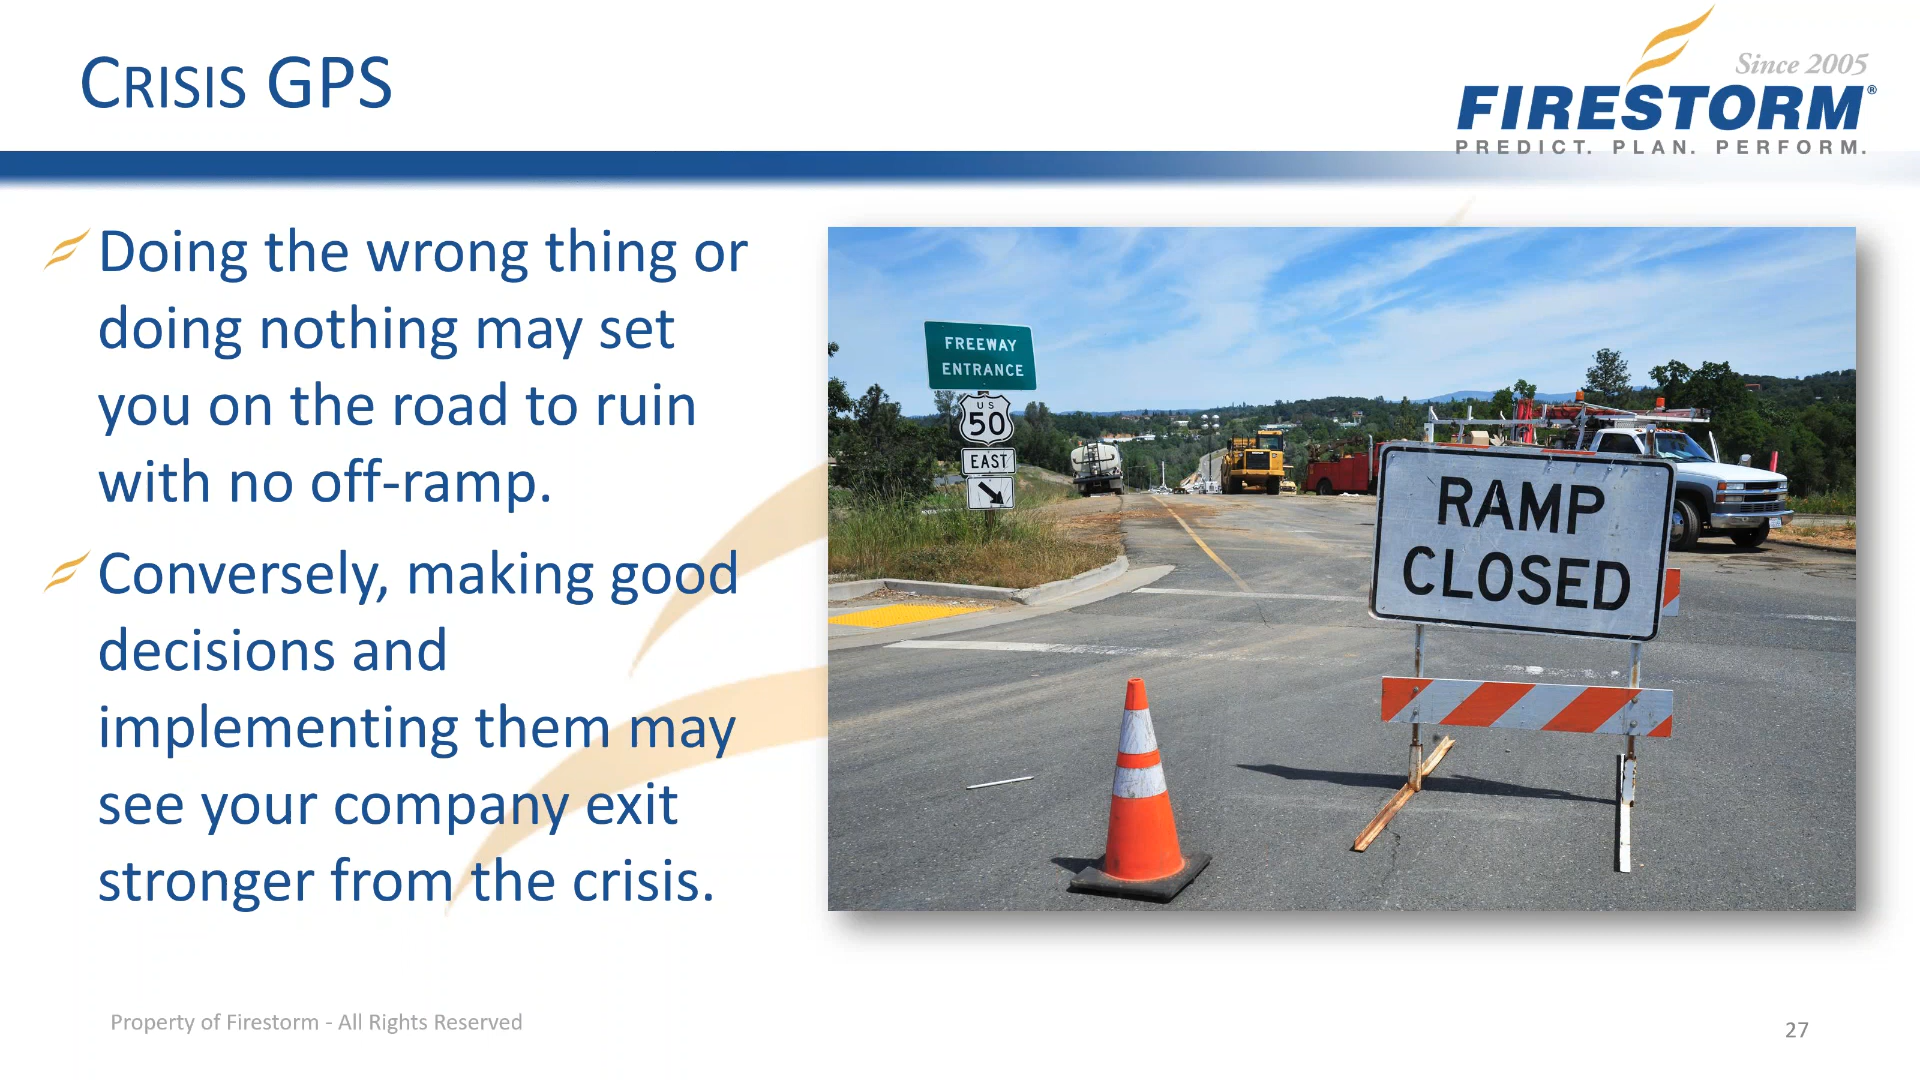 CRISIS GPS
Since 2005
FIRESTORM®
PREDICT. PLAN. PERFORM.
Doing the wrong thing or
doing nothing may set
you on the road to ruin
with no off-ramp.
Conversely, making good
decisions and
implementing them may
see your company exit
stronger from the crisis.
FREEWAY
ENTRANCE
US
50
EAST
RAMP
CLOSED
Property of Firestorm - All Rights Reserved
27